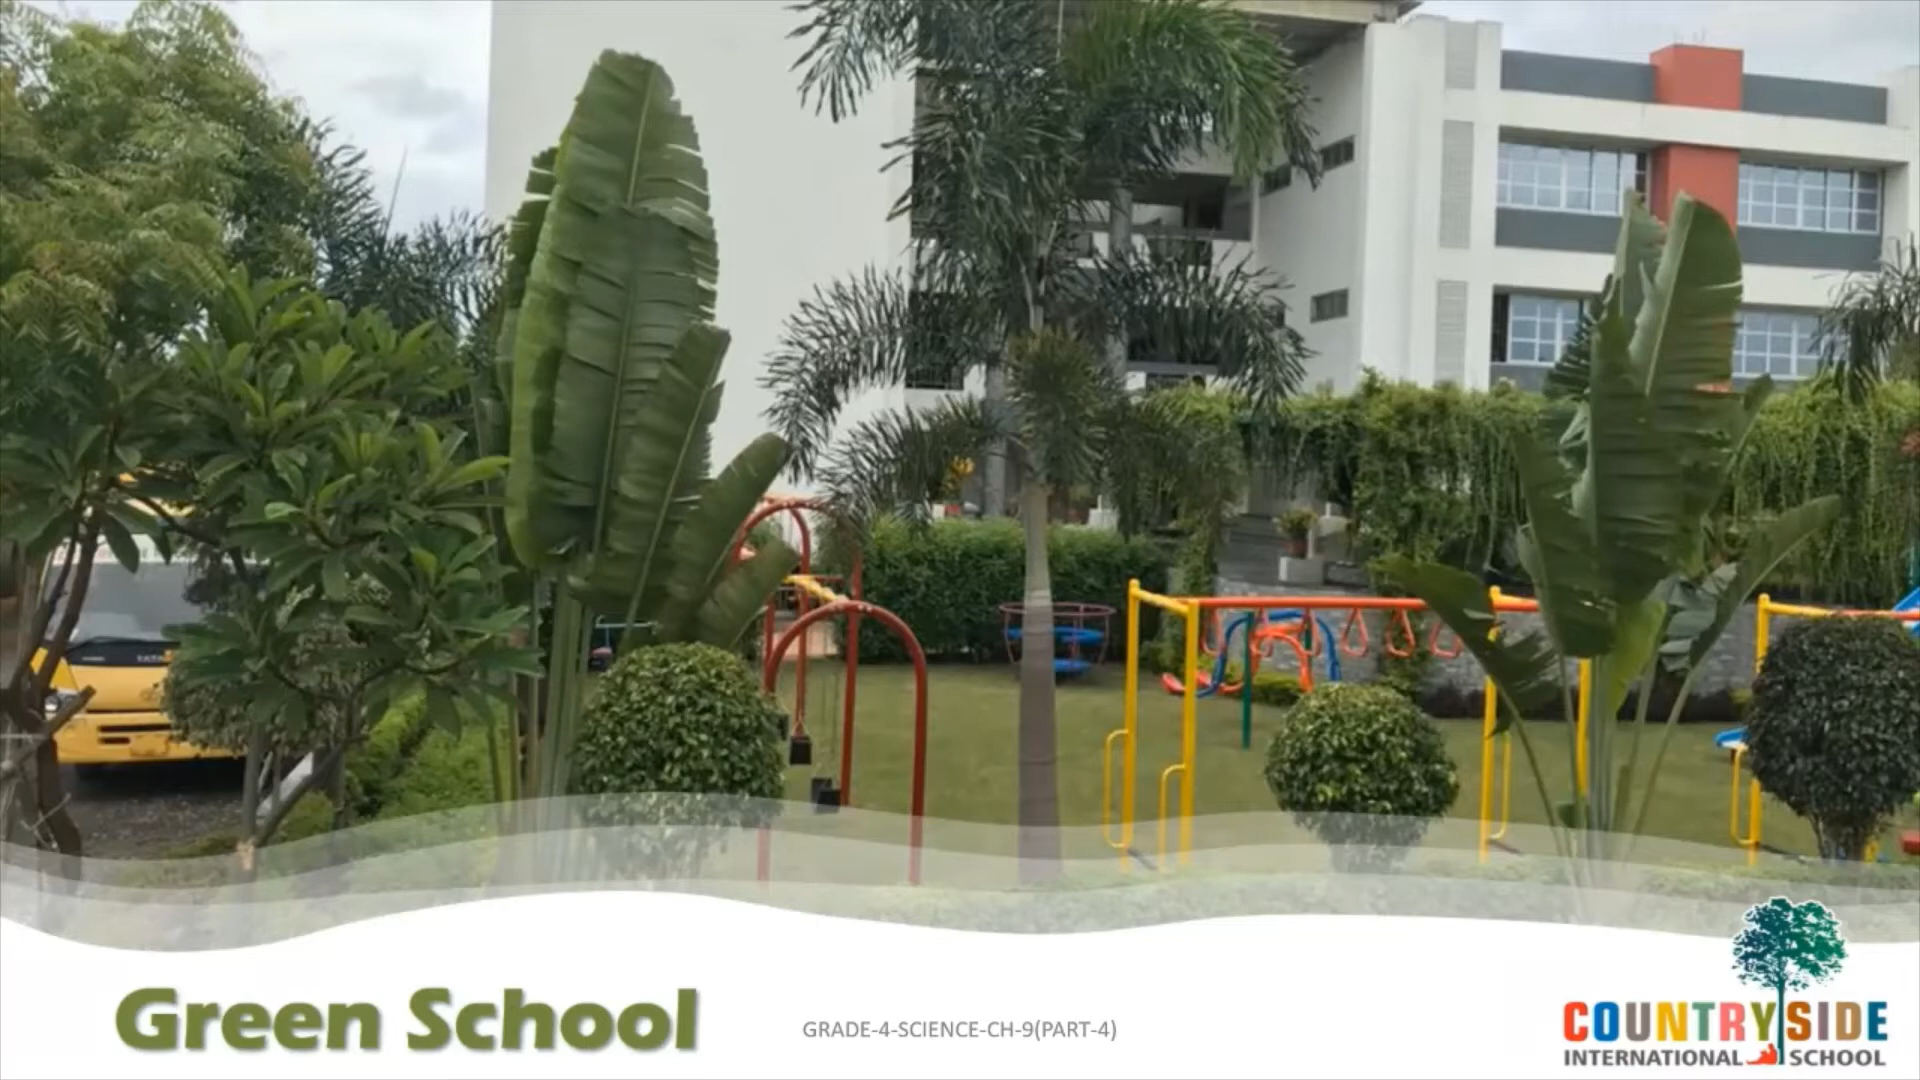 Green School
GRADE-4-SCIENCE-CH-9(PART-4)
COUNTRYSIDE
INTERNATIONAL SCHOOL